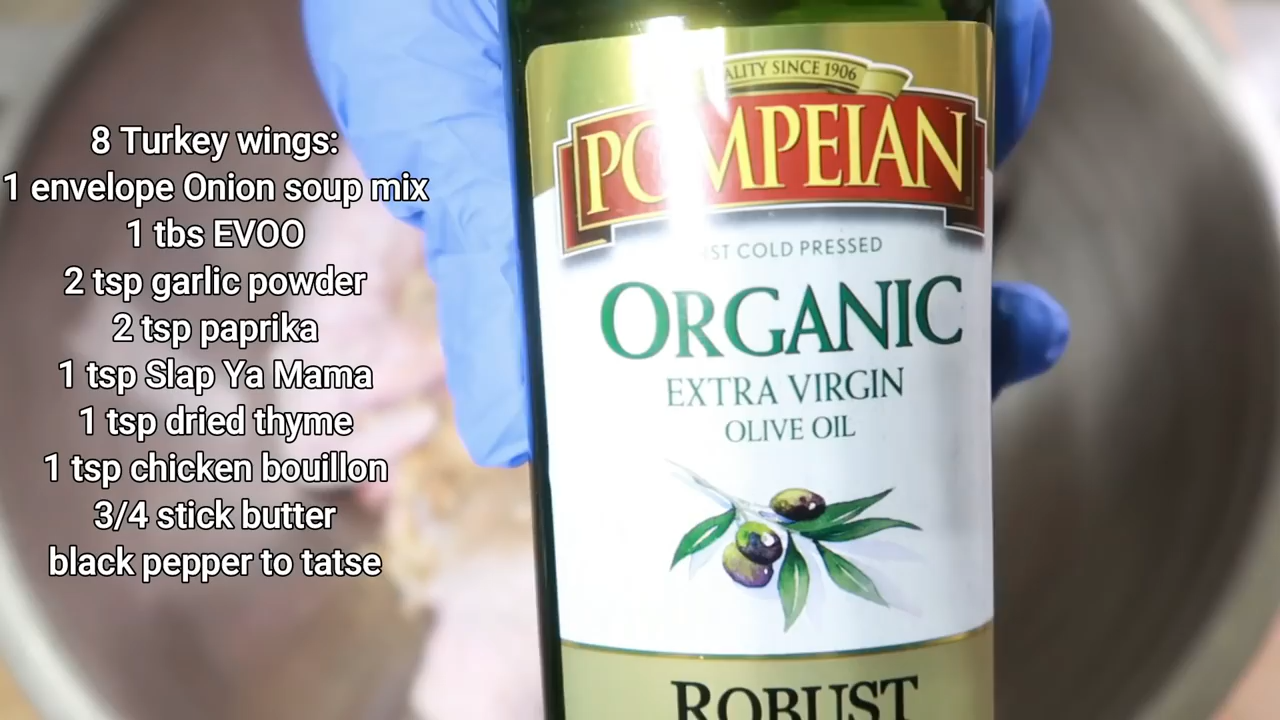 8 Turkey wings:
1 envelope Onion soup mix
1 tbs EVOO
2 tsp garlic powder
2 tsp paprika
1 tsp Slap Ya Mama
1 tsp dried thyme
1 tsp chicken bouillon
3/4 stick butter
black pepper to tatse
SINCE 1906
POMPEIAN
COLD PRESSED
ORGANIC
EXTRA VIRGIN
OLIVE OIL
ROBUST